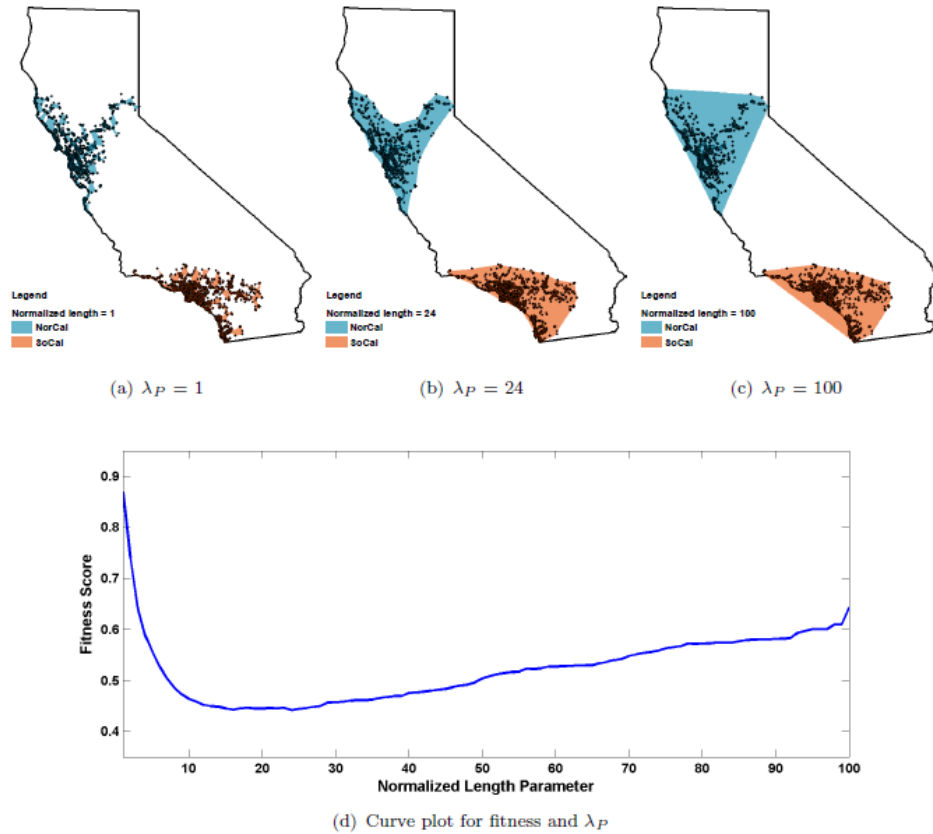 Legend
Normalized length = 1
NorCal
SoCal
Legend
Normalized length = 24
NorCal
SoCal
Legend
Normalized length = 100
NorCal
SoCal
(a) λ_P = 1
(b) λ_P = 24
(c) λ_P = 100
0.9
0.8
0.7
0.6
0.5
0.4
Fitness Score
10 20 30 40 50 60 70 80 90 100
Normalized Length Parameter
(d) Curve plot for fitness and λ_P